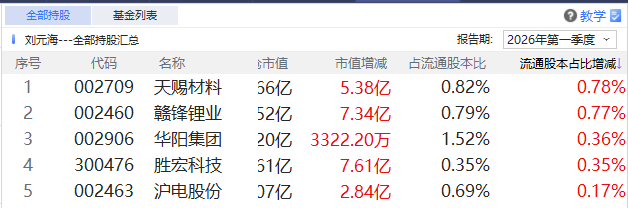 全部持股 基金列表 ? 教学
刘元海---全部持股汇总 报告期: 2026年第一季度
序号 代码 名称 市值 市值增减 占流通股本比 流通股本占比增减↓
1 002709 天赐材料 66亿 5.38亿 0.82% 0.78%
2 002460 赣锋锂业 52亿 7.34亿 0.79% 0.77%
3 002906 华阳集团 20亿 3322.20万 1.52% 0.36%
4 300476 胜宏科技 61亿 7.61亿 0.35% 0.35%
5 002463 沪电股份 07亿 2.84亿 0.69% 0.17%